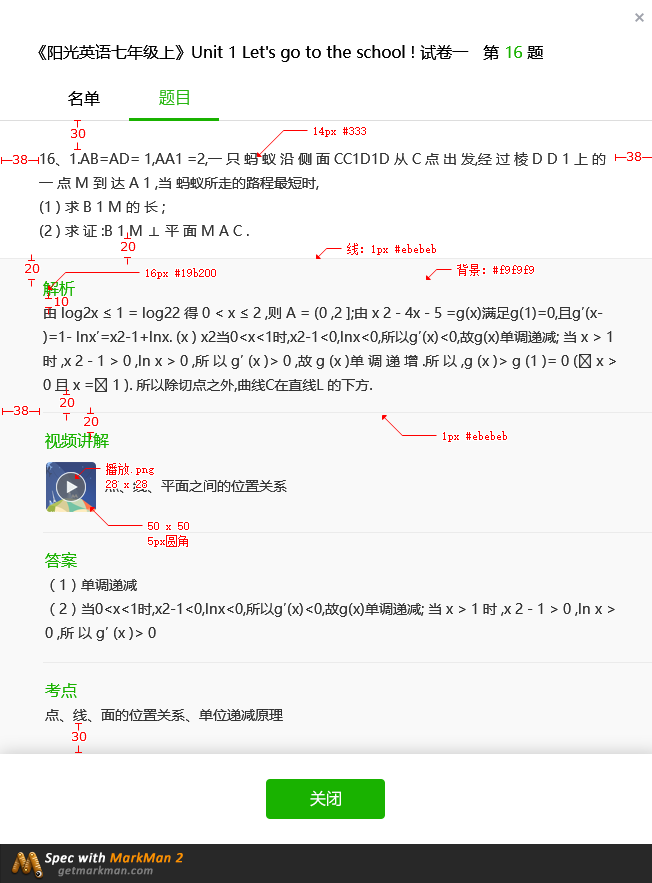 ×
《阳光英语七年级上》Unit 1 Let's go to the school ! 试卷一 第 16 题
名单 题目
30
14px #333
38 38
16、1.AB=AD= 1,AA1 =2,一 只 蚂 蚁 沿 侧 面 CC1D1D 从 C 点 出 发,经 过 棱 D D 1 上 的
一 点 M 到 达 A 1 ,当 蚂蚁所走的路程最短时,
(1 ) 求 B 1 M 的 长 ;
(2 ) 求 证 :B 1 M ⊥ 平 面 M A C .
20
线: 1px #ebebeb
20
16px #19b200
背景: #f9f9f9
解析
10
由 log2x ≤ 1 = log22 得 0 < x ≤ 2 ,则 A = (0 ,2 ];由 x 2 - 4x - 5 =g(x)满足g(1)=0,且g′(x-
)=1- lnx′=x2-1+lnx. (x ) x2当0<x<1时,x2-1<0,lnx<0,所以g′(x)<0,故g(x)单调递减; 当 x > 1
时 ,x 2 - 1 > 0 ,ln x > 0 ,所 以 g′ (x )> 0 ,故 g (x )单 调 递 增 .所 以 ,g (x )> g (1 )= 0 ( x >
0 且 x = 1 ). 所以除切点之外,曲线C在直线L 的下方.
20
38
20
1px #ebebeb
视频讲解
播放.png
28 x 28
点、线、平面之间的位置关系
50 x 50
5px圆角
答案
（1）单调递减
（2）当0<x<1时,x2-1<0,lnx<0,所以g′(x)<0,故g(x)单调递减; 当 x > 1 时 ,x 2 - 1 > 0 ,ln x >
0 ,所 以 g′ (x )> 0
考点
点、线、面的位置关系、单位递减原理
30
关闭
Spec with MarkMan 2
getmarkman.com